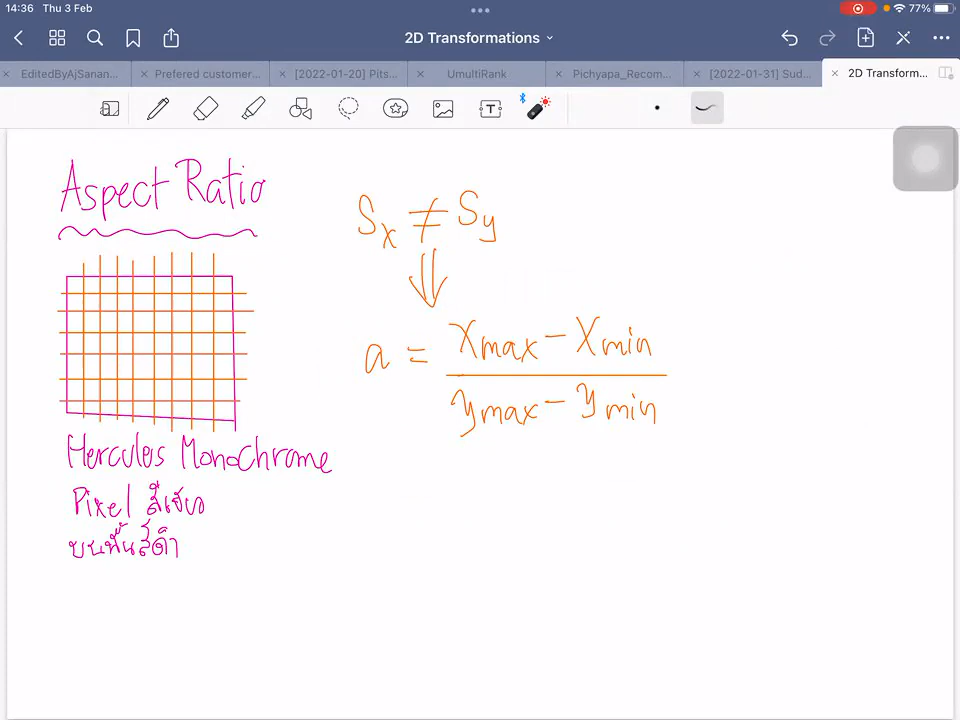 14:36 Thu 3 Feb
77%
2D Transformations
EditedByAjSanan...
Prefered customer...
[2022-01-20] Pits...
UmultiRank
Pichyapa_Recom...
[2022-01-31] Sud...
2D Transform...
Aspect Ratio
Sx ≠ Sy
⇓
a = xmax - xmin
ymax - ymin
Hercules MonoChrome
Pixel สีเขียว
บนพื้นสีดำ